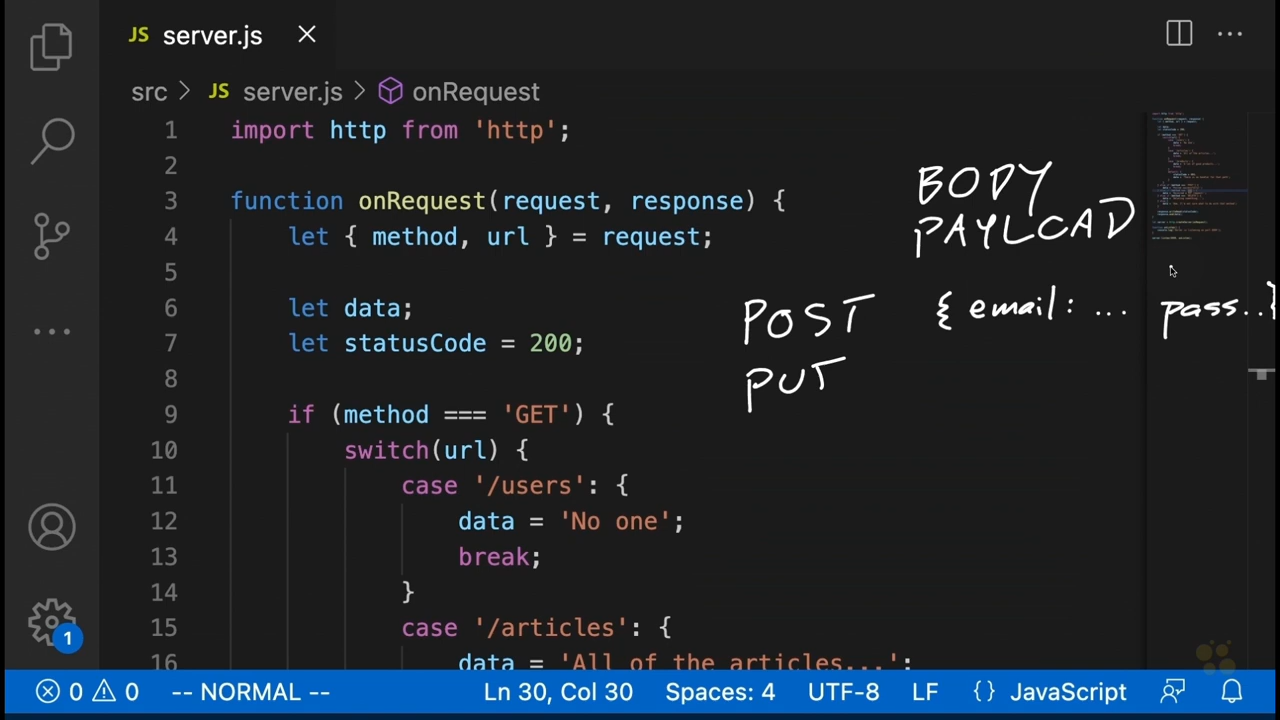 JS server.js
src > JS server.js > onRequest
1 import http from 'http';
2
3 function onRequest(request, response) {
4 let { method, url } = request;
5
6 let data;
7 let statusCode = 200;
8
9 if (method === 'GET') {
10 switch(url) {
11 case '/users': {
12 data = 'No one';
13 break;
14 }
15 case '/articles': {
16 data = 'All of the articles...';
BODY
PAYLOAD
POST { email: ... pass..}
PUT
1
0 0 -- NORMAL -- Ln 30, Col 30 Spaces: 4 UTF-8 LF {} JavaScript